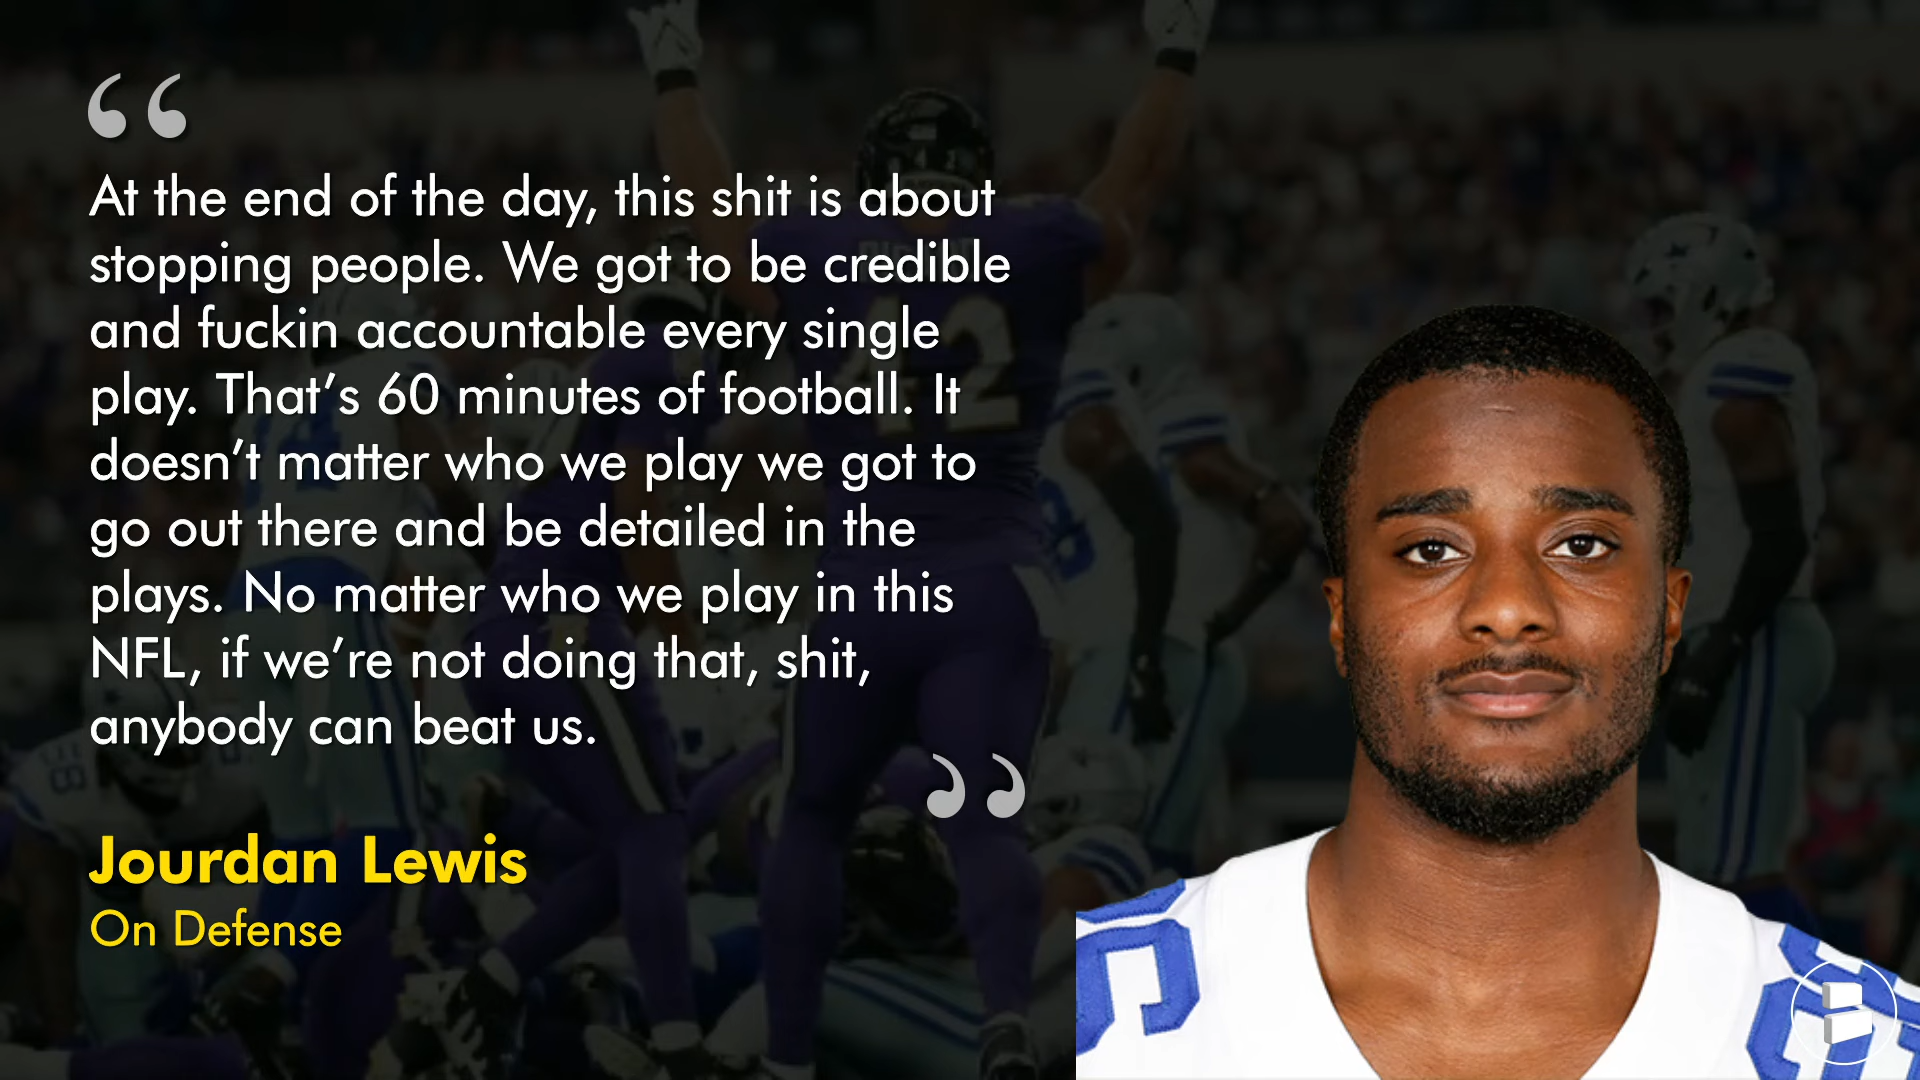 “
At the end of the day, this shit is about
stopping people. We got to be credible
and fuckin accountable every single
play. That’s 60 minutes of football. It
doesn’t matter who we play we got to
go out there and be detailed in the
plays. No matter who we play in this
NFL, if we’re not doing that, shit,
anybody can beat us.
”
Jourdan Lewis
On Defense
42